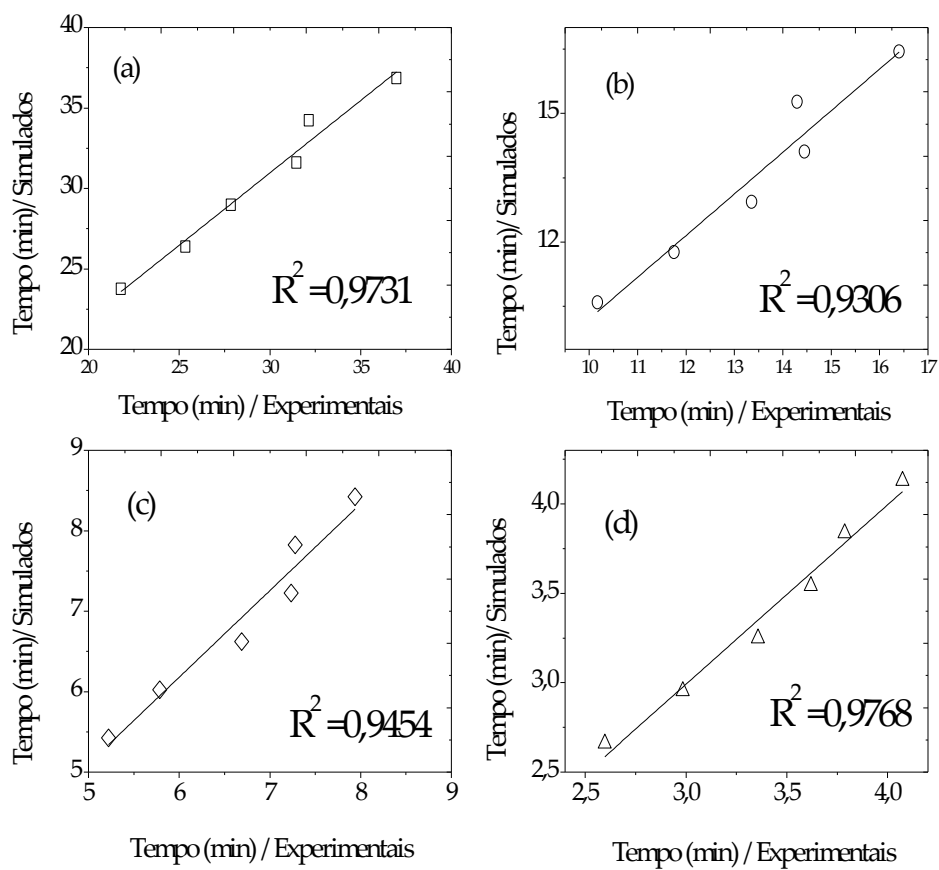 40
35
30
25
20
Tempo (min)/ Simulados
(a)
R²=0,9731
20 25 30 35 40
Tempo (min) / Experimentais
15
12
Tempo (min)/ Simulados
(b)
R²=0,9306
10 11 12 13 14 15 16 17
Tempo (min) / Experimentais
9
8
7
6
5
Tempo (min)/ Simulados
(c)
R²=0,9454
5 6 7 8 9
Tempo (min) / Experimentais
4,0
3,5
3,0
2,5
Tempo (min)/ Simulados
(d)
R²=0,9768
2,5 3,0 3,5 4,0
Tempo (min) / Experimentais